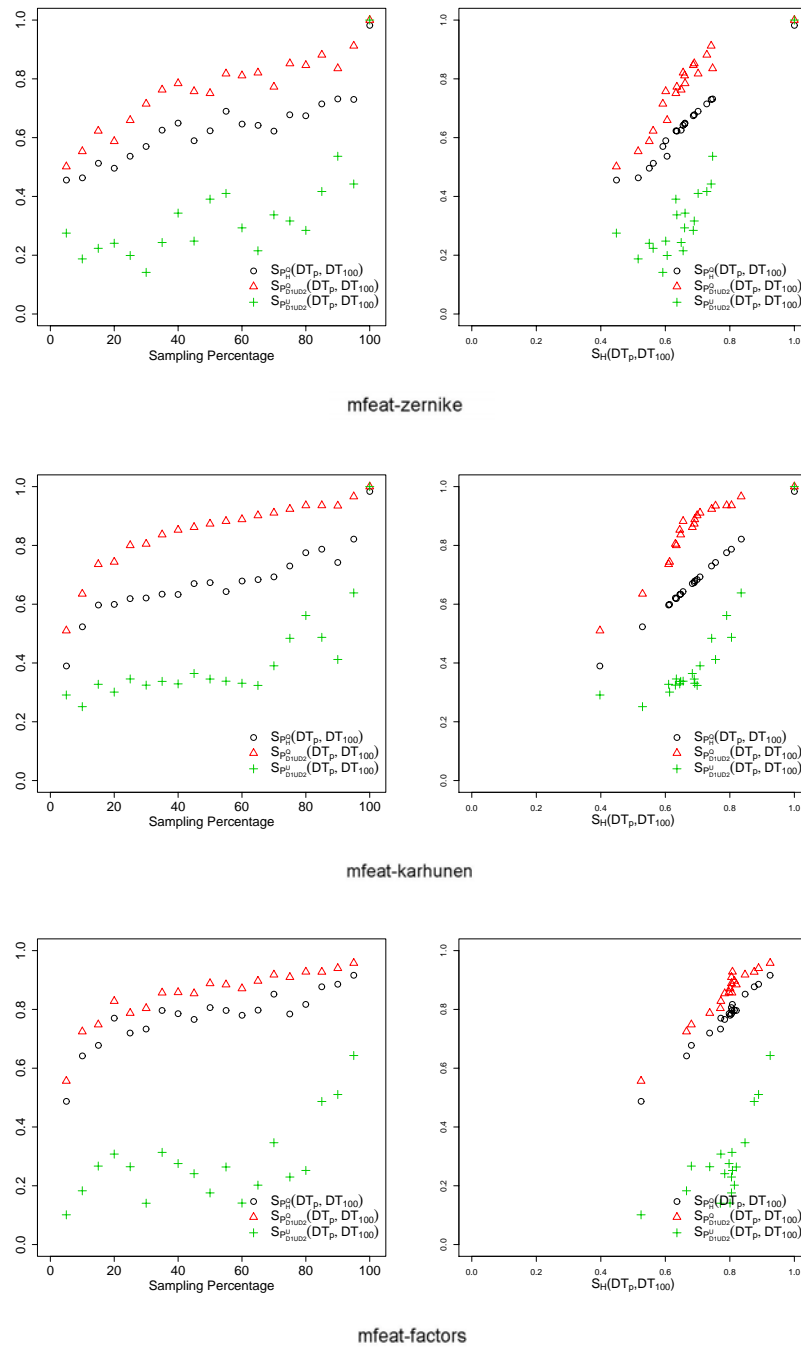 0.0 0.2 0.4 0.6 0.8 1.0
0 20 40 60 80 100
Sampling Percentage
S_{P_H^Q}(DT_p, DT_100)
S_{P_{D1UD2}^Q}(DT_p, DT_100)
S_{P_{D1UD2}^U}(DT_p, DT_100)
0.0 0.2 0.4 0.6 0.8 1.0
0.0 0.2 0.4 0.6 0.8 1.0
S_H(DT_p,DT_100)
S_{P_H^Q}(DT_p, DT_100)
S_{P_{D1UD2}^Q}(DT_p, DT_100)
S_{P_{D1UD2}^U}(DT_p, DT_100)
mfeat-zernike
0.0 0.2 0.4 0.6 0.8 1.0
0 20 40 60 80 100
Sampling Percentage
S_{P_H^Q}(DT_p, DT_100)
S_{P_{D1UD2}^Q}(DT_p, DT_100)
S_{P_{D1UD2}^U}(DT_p, DT_100)
0.0 0.2 0.4 0.6 0.8 1.0
0.0 0.2 0.4 0.6 0.8 1.0
S_H(DT_p,DT_100)
S_{P_H^Q}(DT_p, DT_100)
S_{P_{D1UD2}^Q}(DT_p, DT_100)
S_{P_{D1UD2}^U}(DT_p, DT_100)
mfeat-karhunen
0.0 0.2 0.4 0.6 0.8 1.0
0 20 40 60 80 100
Sampling Percentage
S_{P_H^Q}(DT_p, DT_100)
S_{P_{D1UD2}^Q}(DT_p, DT_100)
S_{P_{D1UD2}^U}(DT_p, DT_100)
0.0 0.2 0.4 0.6 0.8 1.0
0.0 0.2 0.4 0.6 0.8 1.0
S_H(DT_p,DT_100)
S_{P_H^Q}(DT_p, DT_100)
S_{P_{D1UD2}^Q}(DT_p, DT_100)
S_{P_{D1UD2}^U}(DT_p, DT_100)
mfeat-factors